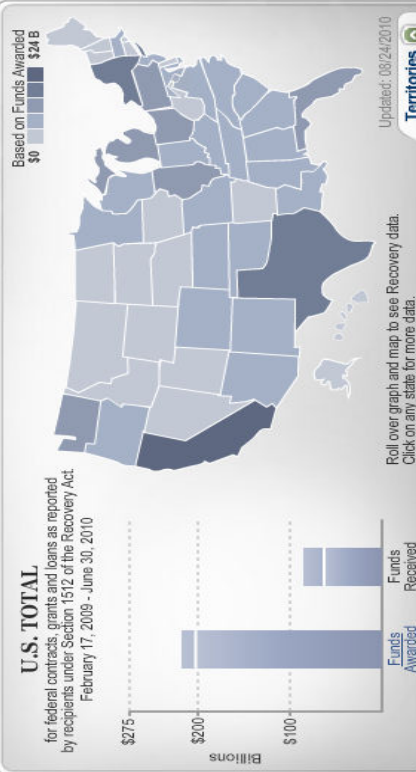 U.S. TOTAL
for federal contracts, grants and loans as reported
by recipients under Section 1512 of the Recovery Act.
February 17, 2009 - June 30, 2010
Based on Funds Awarded
$0 $24 B
$275
$200
$100
Billions
Funds
Awarded
Funds
Received
Roll over graph and map to see Recovery data.
Click on any state for more data.
Updated: 08/24/2010
Territories